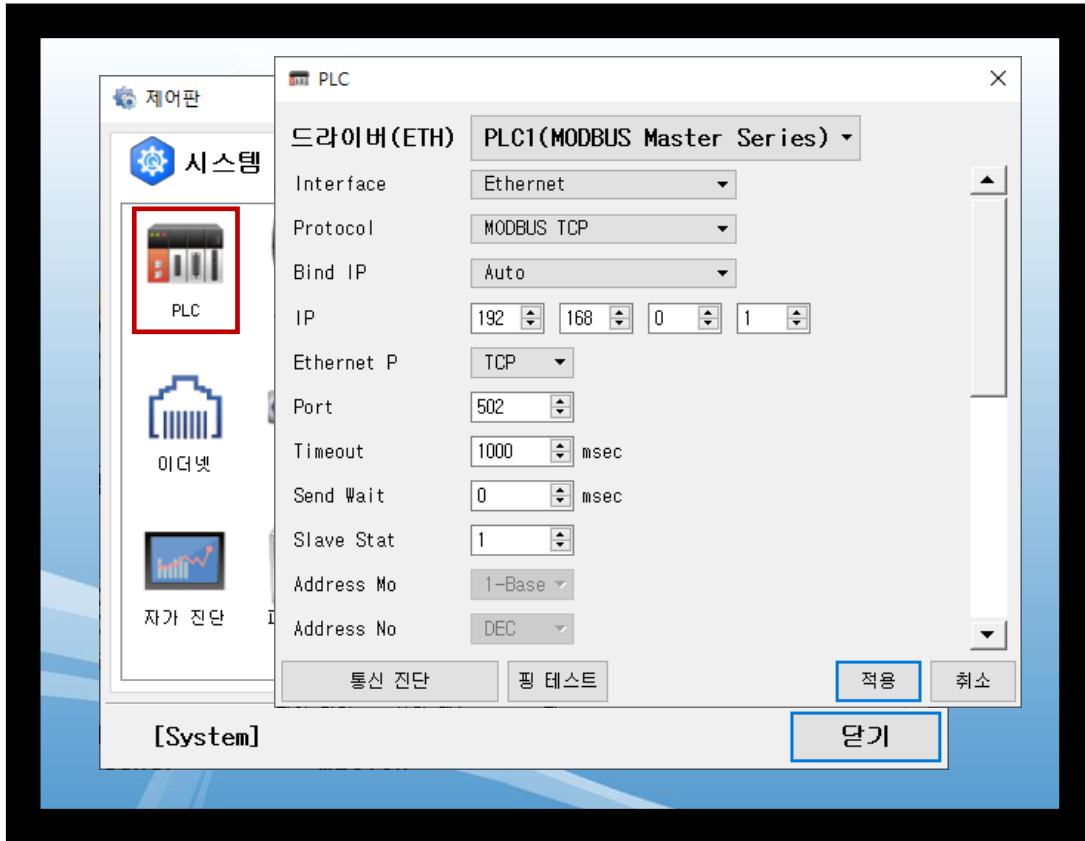 제어판
시스템
PLC
이더넷
자가 진단
[System]
닫기
PLC
드라이버(ETH) PLC1(MODBUS Master Series)
Interface Ethernet
Protocol MODBUS TCP
Bind IP Auto
IP 192 168 0 1
Ethernet P TCP
Port 502
Timeout 1000 msec
Send Wait 0 msec
Slave Stat 1
Address Mo 1-Base
Address No DEC
통신 진단 핑 테스트 적용 취소